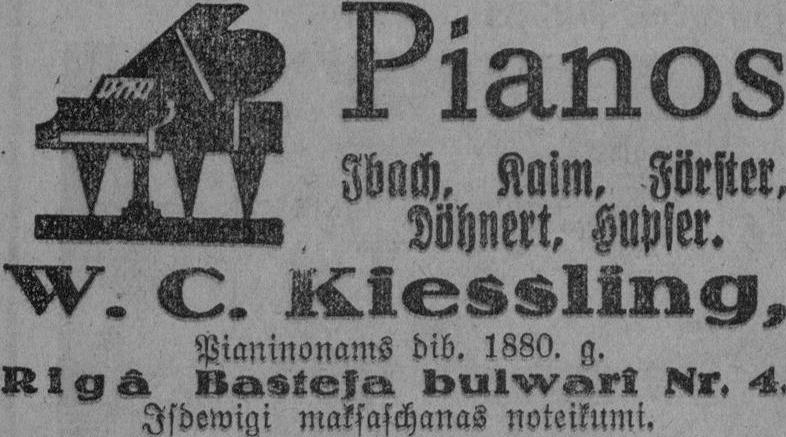 Pianos
Ibach, Kaim, Förster,
Döhnert, Hupfer.
W. C. Kiessling,
Pianinonams dib. 1880. g.
Rigâ Basteja bulwarî Nr. 4.
Iſdewigi makſaſchanas noteikumi.